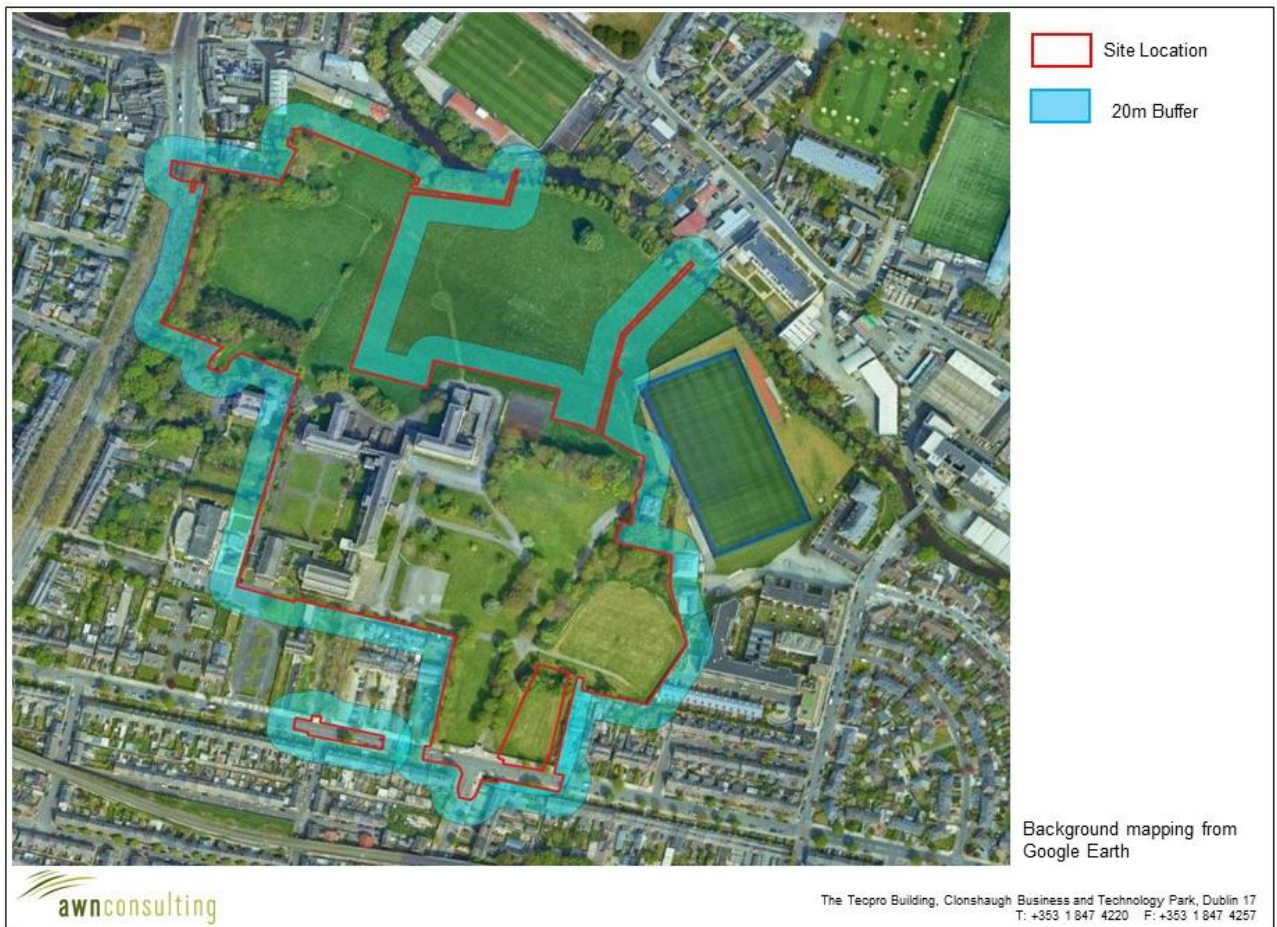 Site Location
20m Buffer
Background mapping from
Google Earth
awnconsulting
The Tecpro Building, Clonshaugh Business and Technology Park, Dublin 17
T: +353 1 847 4220 F: +353 1 847 4257